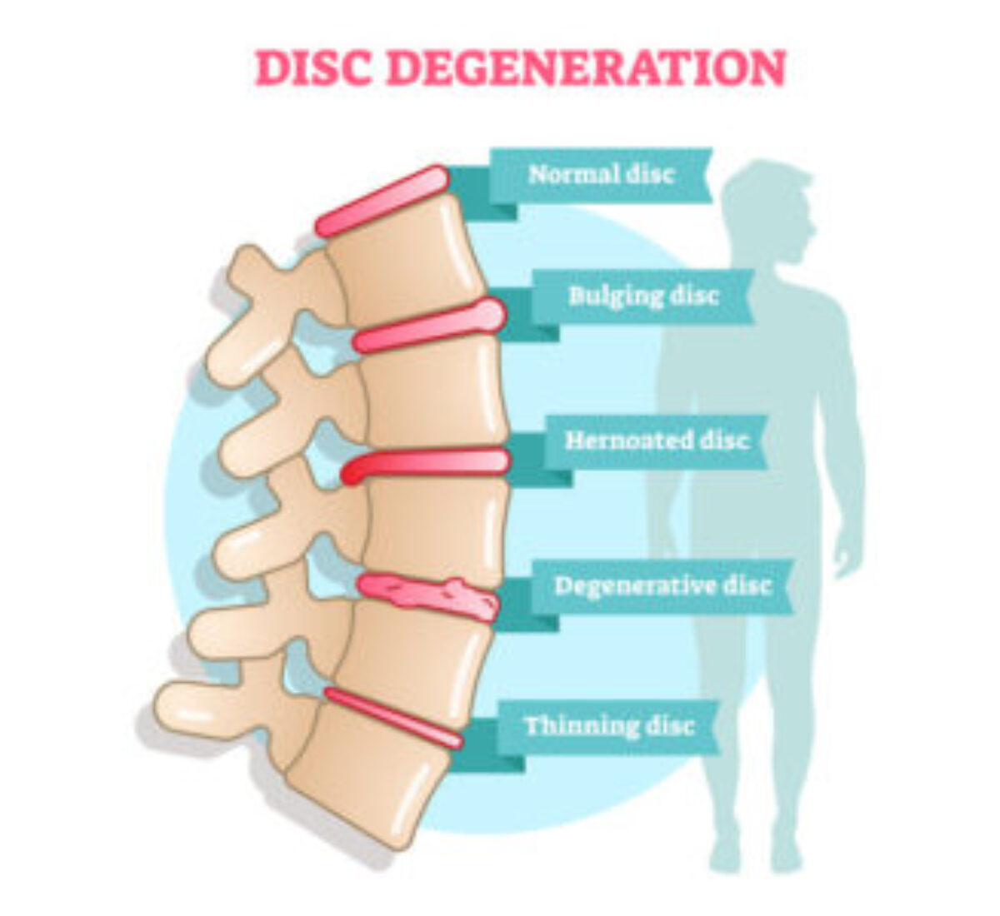 DISC DEGENERATION
Normal disc
Bulging disc
Hernoated disc
Degenerative disc
Thinning disc